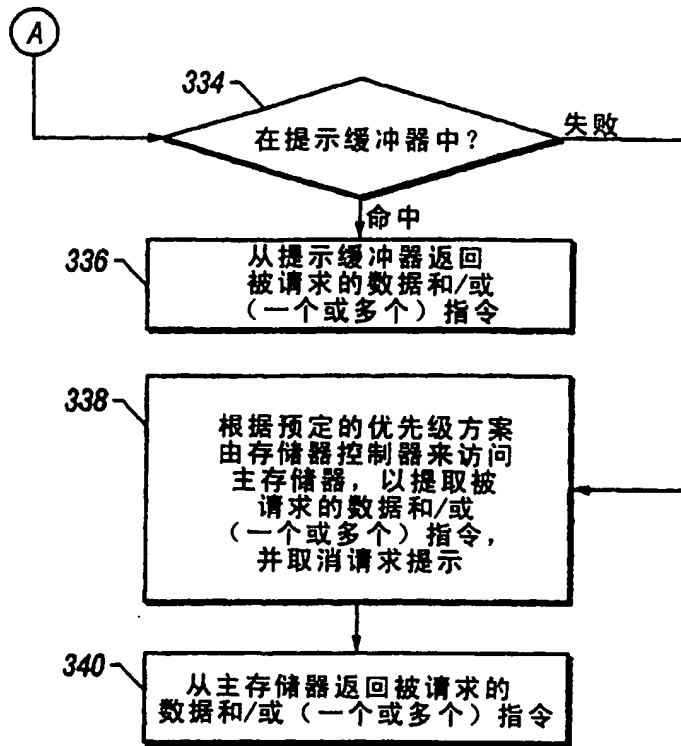 A
334
在提示缓冲器中？
失败
命中
336
从提示缓冲器返回
被请求的数据和/或
（一个或多个）指令
338
根据预定的优先级方案
由存储器控制器来访问
主存储器，以提取被
请求的数据和/或
（一个或多个）指令，
并取消请求提示
340
从主存储器返回被请求的
数据和/或（一个或多个）指令